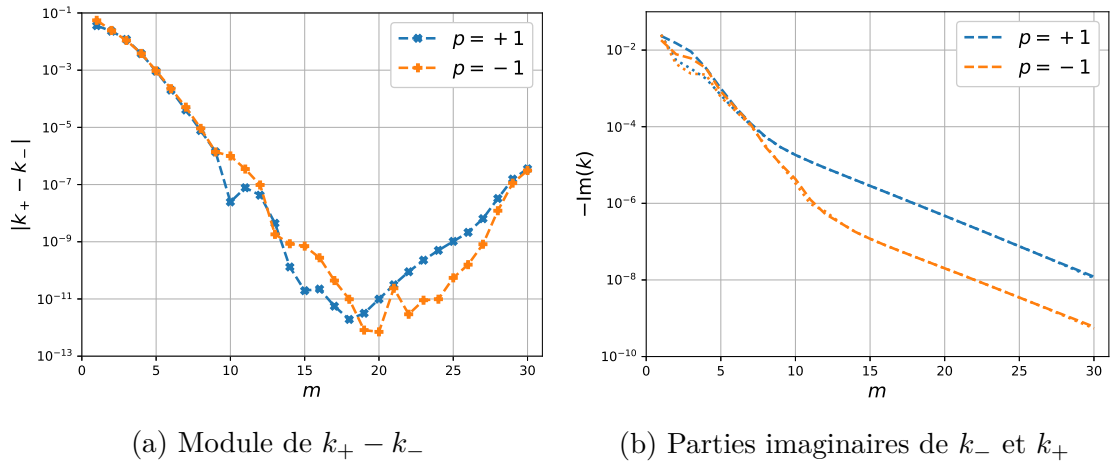 10⁻¹
10⁻³
10⁻⁵
10⁻⁷
10⁻⁹
10⁻¹¹
10⁻¹³
|k₊ − k₋|
0 5 10 15 20 25 30
m
p = +1
p = −1
(a) Module de k₊ − k₋
10⁻²
10⁻⁴
10⁻⁶
10⁻⁸
10⁻¹⁰
−Im(k)
0 5 10 15 20 25 30
m
p = +1
p = −1
(b) Parties imaginaires de k₋ et k₊